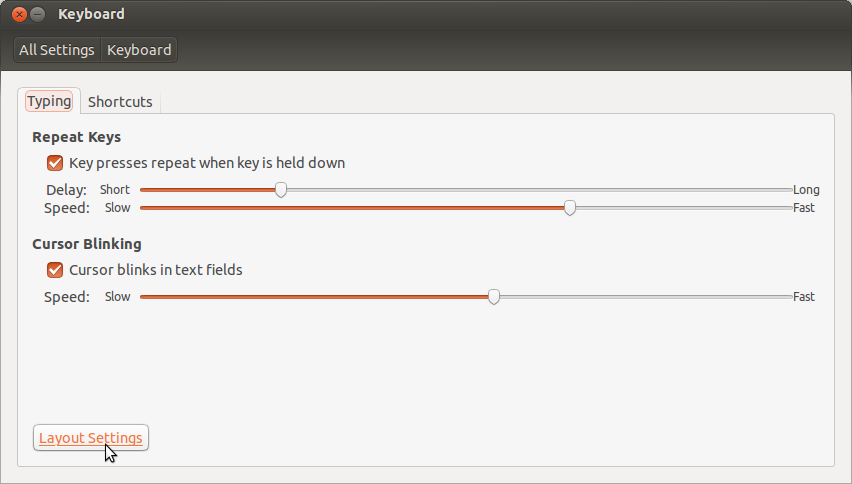 Keyboard
All Settings Keyboard
Typing Shortcuts
Repeat Keys
Key presses repeat when key is held down
Delay: Short Long
Speed: Slow Fast
Cursor Blinking
Cursor blinks in text fields
Speed: Slow Fast
Layout Settings